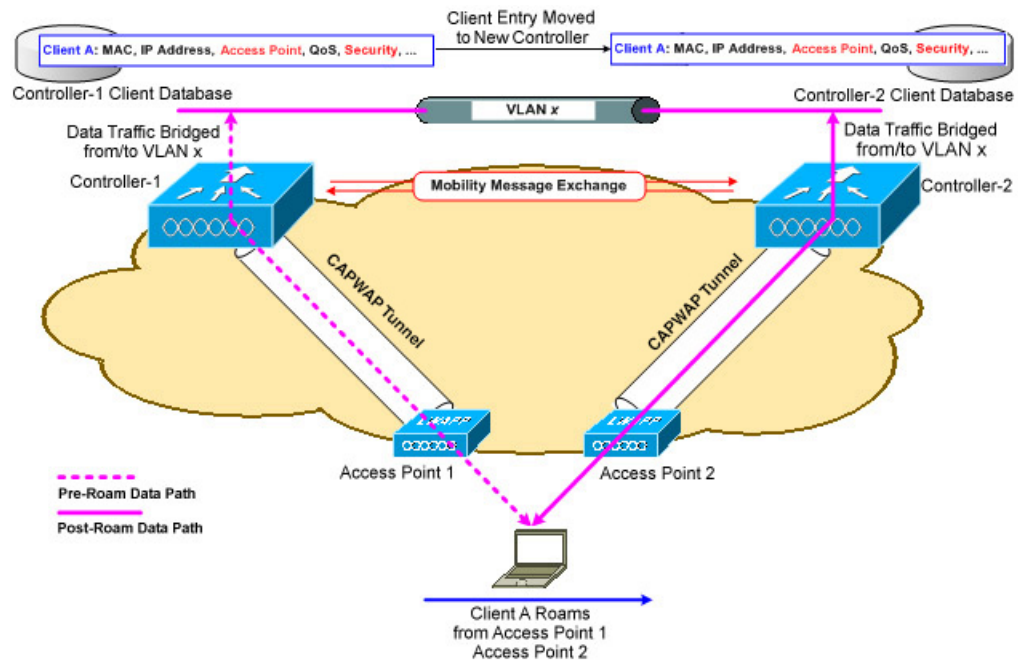 Client Entry Moved
to New Controller
Client A: MAC, IP Address, Access Point, QoS, Security, ...
Client A: MAC, IP Address, Access Point, QoS, Security, ...
Controller-1 Client Database
Controller-2 Client Database
VLAN x
Data Traffic Bridged
from/to VLAN x
Data Traffic Bridged
from/to VLAN x
Controller-1
Mobility Message Exchange
Controller-2
CAPWAP Tunnel
CAPWAP Tunnel
Access Point 1
Access Point 2
Pre-Roam Data Path
Post-Roam Data Path
Client A Roams
from Access Point 1
Access Point 2